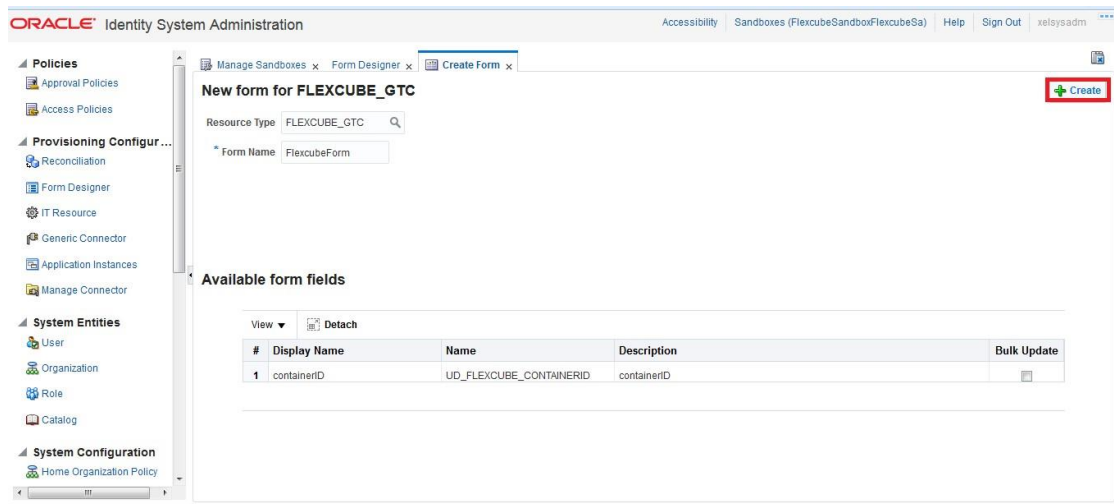 ORACLE Identity System Administration
Accessibility Sandboxes (FlexcubeSandboxFlexcubeSa) Help Sign Out xelsysadm
Policies
Approval Policies
Access Policies
Provisioning Configur...
Reconciliation
Form Designer
IT Resource
Generic Connector
Application Instances
Manage Connector
System Entities
User
Organization
Role
Catalog
System Configuration
Home Organization Policy
Manage Sandboxes x Form Designer x Create Form x
New form for FLEXCUBE_GTC
Create
Resource Type FLEXCUBE_GTC
* Form Name FlexcubeForm
Available form fields
View Detach
# Display Name Name Description Bulk Update
1 containerID UD_FLEXCUBE_CONTAINERID containerID